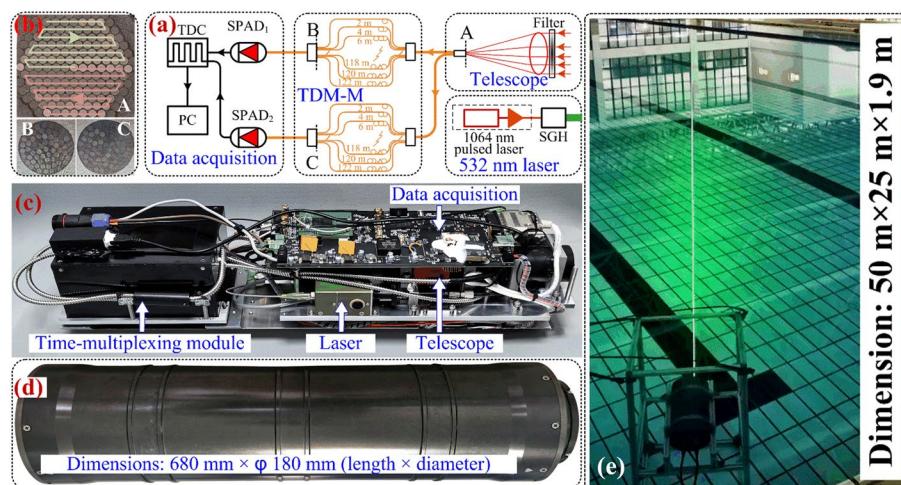 (b)
A
B
C
(a)
TDC
SPAD1
SPAD2
PC
Data acquisition
B
2 m
4 m
6 m
118 m
120 m
122 m
TDM-M
2 m
4 m
6 m
118 m
120 m
122 m
C
A
Filter
Telescope
1064 nm
pulsed laser
SGH
532 nm laser
(c)
Data acquisition
Time-multiplexing module
Laser
Telescope
(d)
Dimensions: 680 mm × φ 180 mm (length × diameter)
(e)
Dimension: 50 m×25 m×1.9 m